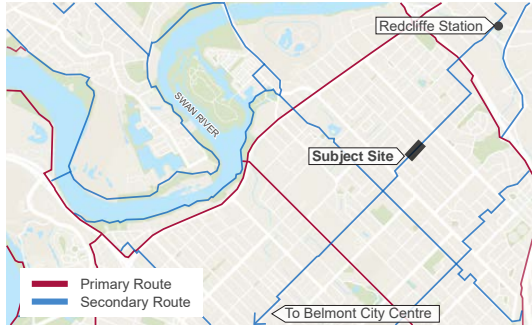 Redcliffe Station
SWAN RIVER
Subject Site
Primary Route
Secondary Route
To Belmont City Centre